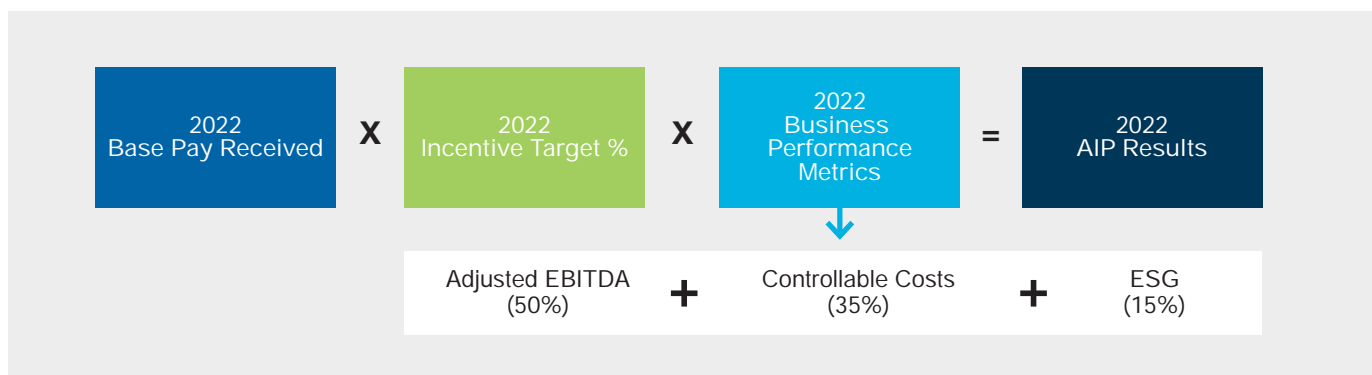 2022
Base Pay Received
X
2022
Incentive Target %
X
2022
Business
Performance
Metrics
=
2022
AIP Results
Adjusted EBITDA
(50%)
+
Controllable Costs
(35%)
+
ESG
(15%)